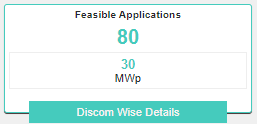 Feasible Applications
80
30
MWp
Discom Wise Details